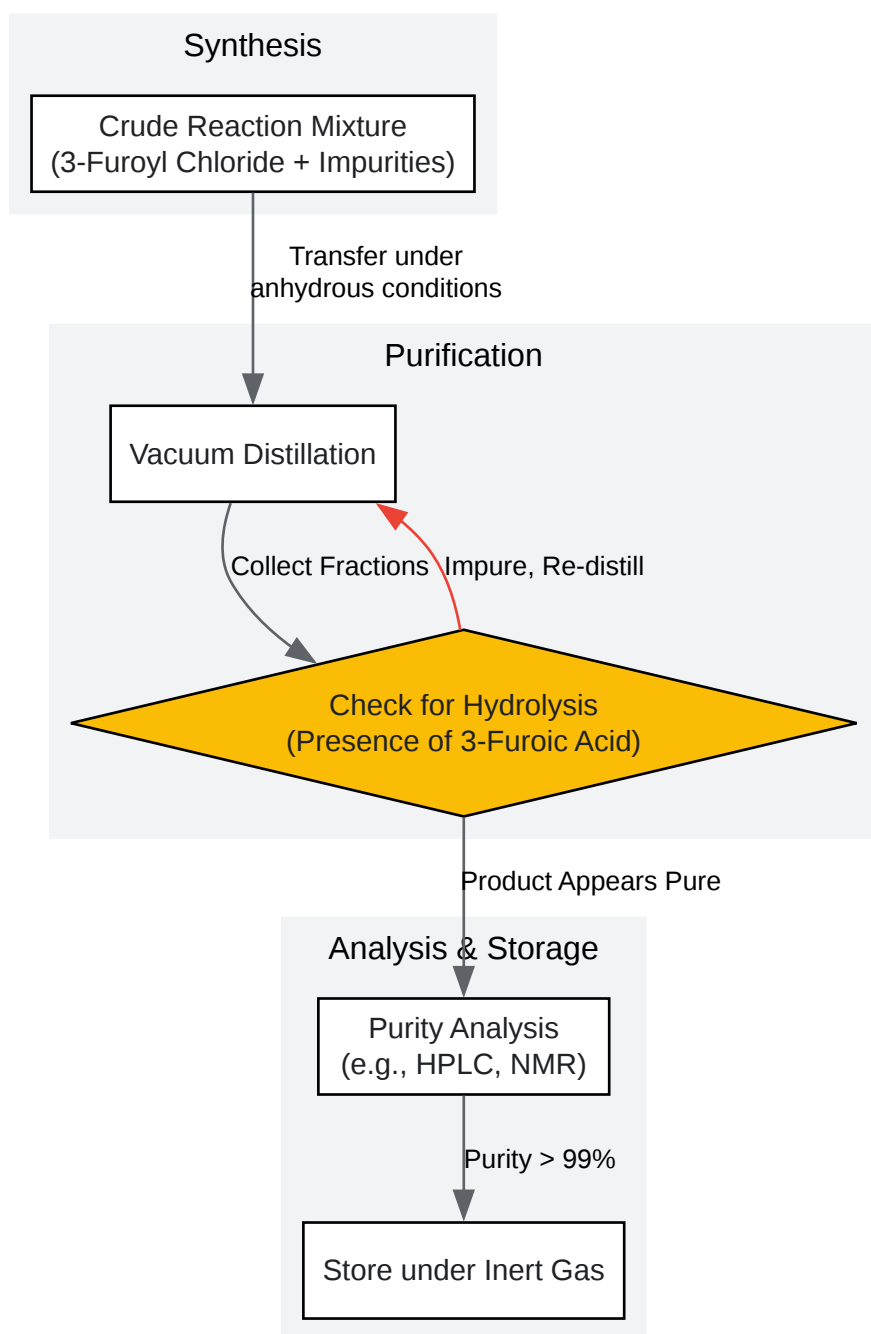 Synthesis
Crude Reaction Mixture
(3-Furoyl Chloride + Impurities)
Transfer under
anhydrous conditions
Purification
Vacuum Distillation
Collect Fractions
Impure, Re-distill
Check for Hydrolysis
(Presence of 3-Furoic Acid)
Product Appears Pure
Analysis & Storage
Purity Analysis
(e.g., HPLC, NMR)
Purity > 99%
Store under Inert Gas